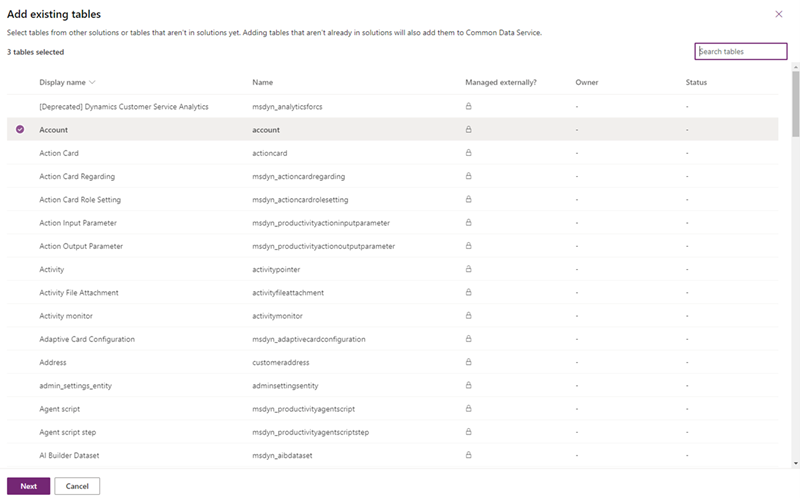 Add existing tables
Select tables from other solutions or tables that aren't in solutions yet. Adding tables that aren't already in solutions will also add them to Common Data Service.
3 tables selected
Search tables
Display name Name Managed externally? Owner Status
[Deprecated] Dynamics Customer Service Analytics msdyn_analyticsforcs - -
Account account - -
Action Card actioncard - -
Action Card Regarding msdyn_actioncardregarding - -
Action Card Role Setting msdyn_actioncardrolesetting - -
Action Input Parameter msdyn_productivityactioninputparameter - -
Action Output Parameter msdyn_productivityactionoutputparameter - -
Activity activitypointer - -
Activity File Attachment activityfileattachment - -
Activity monitor activitymonitor - -
Adaptive Card Configuration msdyn_adaptivecardconfiguration - -
Address customeraddress - -
admin_settings_entity adminsettingsentity - -
Agent script msdyn_productivityagentscript - -
Agent script step msdyn_productivityagentscriptstep - -
AI Builder Dataset msdyn_aibdataset - -
Next Cancel